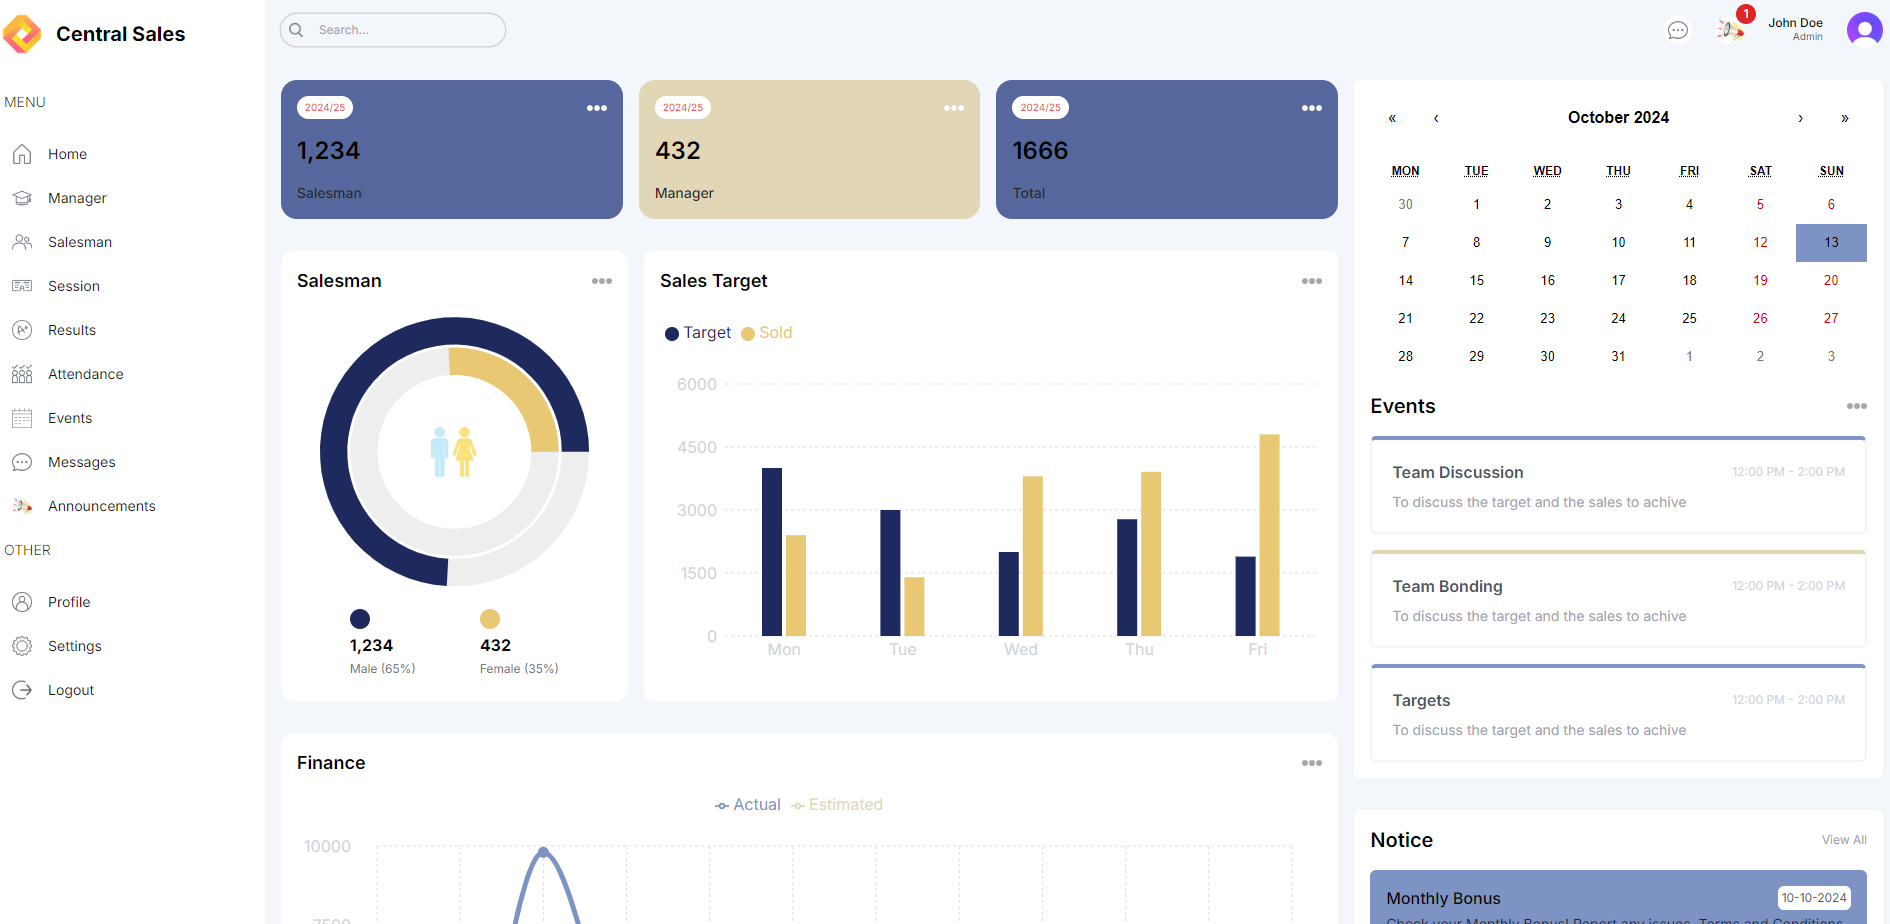 Central Sales
MENU
Home
Manager
Salesman
Session
Results
Attendance
Events
Messages
Announcements
OTHER
Profile
Settings
Logout
Search...
1
John Doe
Admin
2024/25
1,234
Salesman
2024/25
432
Manager
2024/25
1666
Total
Salesman
1,234
Male (65%)
432
Female (35%)
Sales Target
Target Sold
6000
4500
3000
1500
0
Mon Tue Wed Thu Fri
Finance
Actual Estimated
10000
7500
« ‹ October 2024 › »
MON TUE WED THU FRI SAT SUN
30 1 2 3 4 5 6
7 8 9 10 11 12 13
14 15 16 17 18 19 20
21 22 23 24 25 26 27
28 29 30 31 1 2 3
Events
Team Discussion 12:00 PM - 2:00 PM
To discuss the target and the sales to achive
Team Bonding 12:00 PM - 2:00 PM
To discuss the target and the sales to achive
Targets 12:00 PM - 2:00 PM
To discuss the target and the sales to achive
Notice View All
Monthly Bonus 10-10-2024
Check your Monthly Bonus! Report any issues. Terms and Conditions